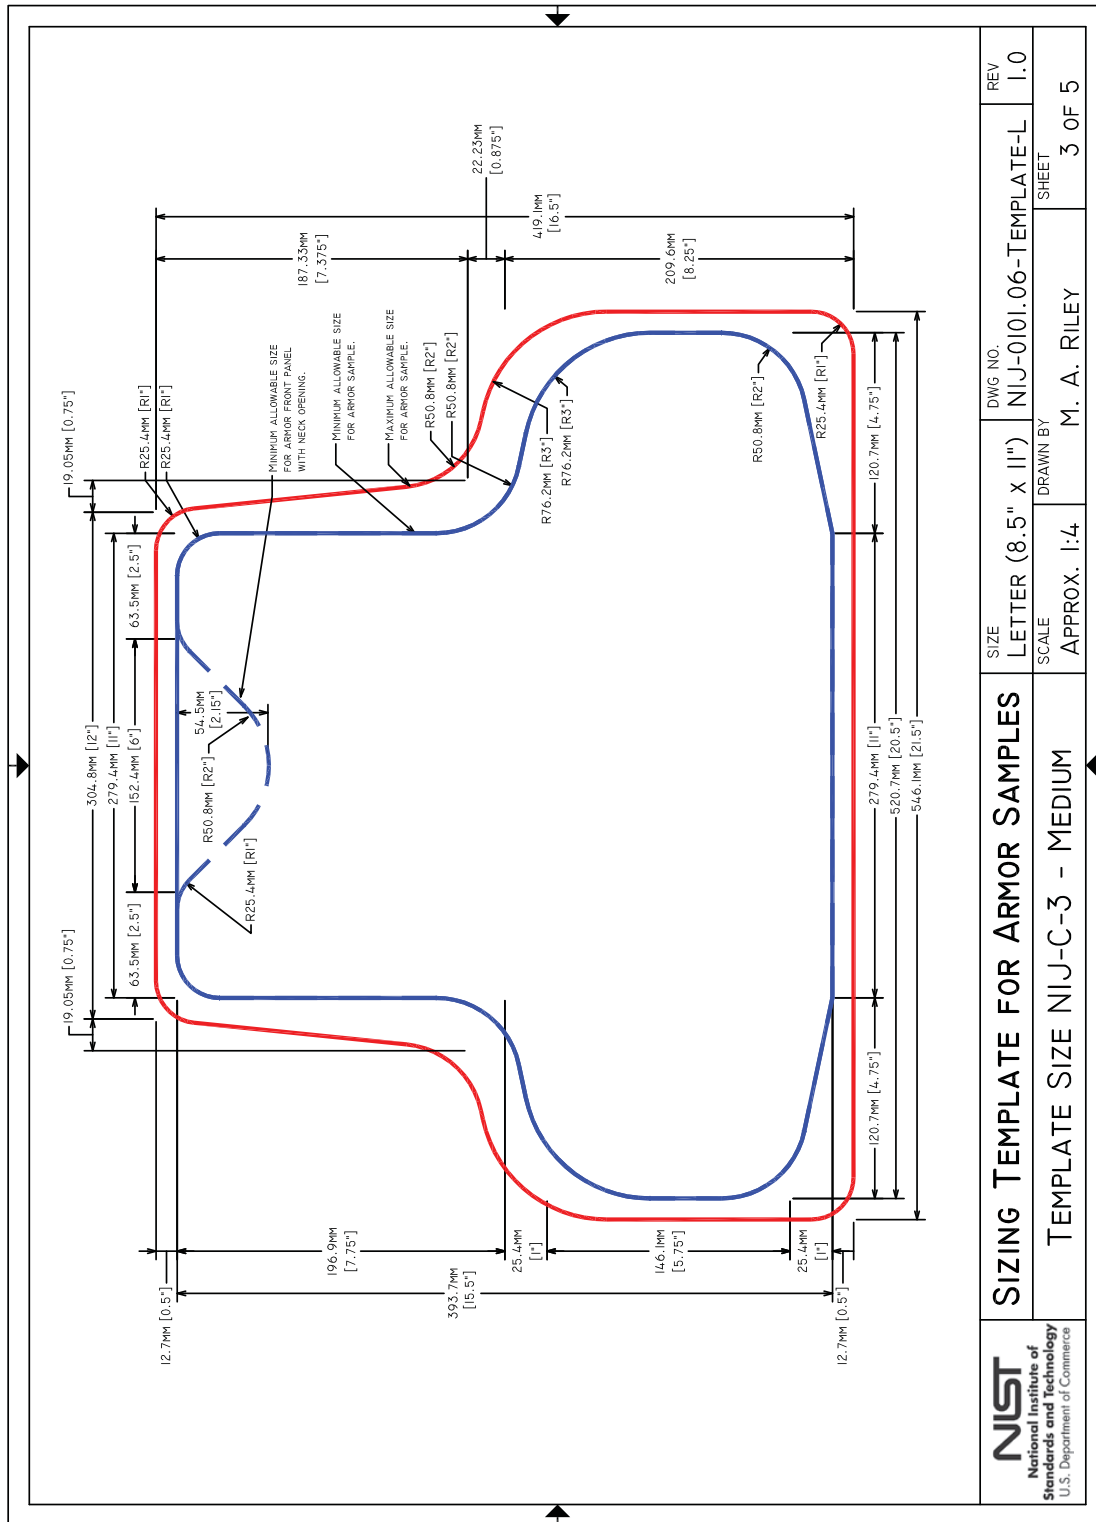 19.05MM [0.75"]
304.8MM [12"]
19.05MM [0.75"]
279.4MM [11"]
63.5MM [2.5"]
152.4MM [6"]
63.5MM [2.5"]
12.7MM [0.5"]
R25.4MM [R1"]
R25.4MM [R1"]
54.5MM
[2.15"]
R50.8MM [R2"]
R25.4MM [R1"]
MINIMUM ALLOWABLE SIZE
FOR ARMOR FRONT PANEL
WITH NECK OPENING.
MINIMUM ALLOWABLE SIZE
FOR ARMOR SAMPLE.
MAXIMUM ALLOWABLE SIZE
FOR ARMOR SAMPLE.
R50.8MM [R2"]
R50.8MM [R2"]
187.33MM
[7.375"]
22.23MM
[0.875"]
419.1MM
[16.5"]
209.6MM
[8.25"]
196.9MM
[7.75"]
393.7MM
[15.5"]
25.4MM
[1"]
146.1MM
[5.75"]
25.4MM
[1"]
12.7MM [0.5"]
R76.2MM [R3"]
R76.2MM [R3"]
R50.8MM [R2"]
R25.4MM [R1"]
120.7MM [4.75"]
279.4MM [11"]
120.7MM [4.75"]
520.7MM [20.5"]
546.1MM [21.5"]
NIST
National Institute of
Standards and Technology
U.S. Department of Commerce
SIZING TEMPLATE FOR ARMOR SAMPLES
TEMPLATE SIZE NIJ-C-3 - MEDIUM
SIZE
LETTER (8.5" X 11")
DWG NO.
NIJ-0101.06-TEMPLATE-L
REV
1.0
SCALE
APPROX. 1:4
DRAWN BY
M. A. RILEY
SHEET
3 OF 5